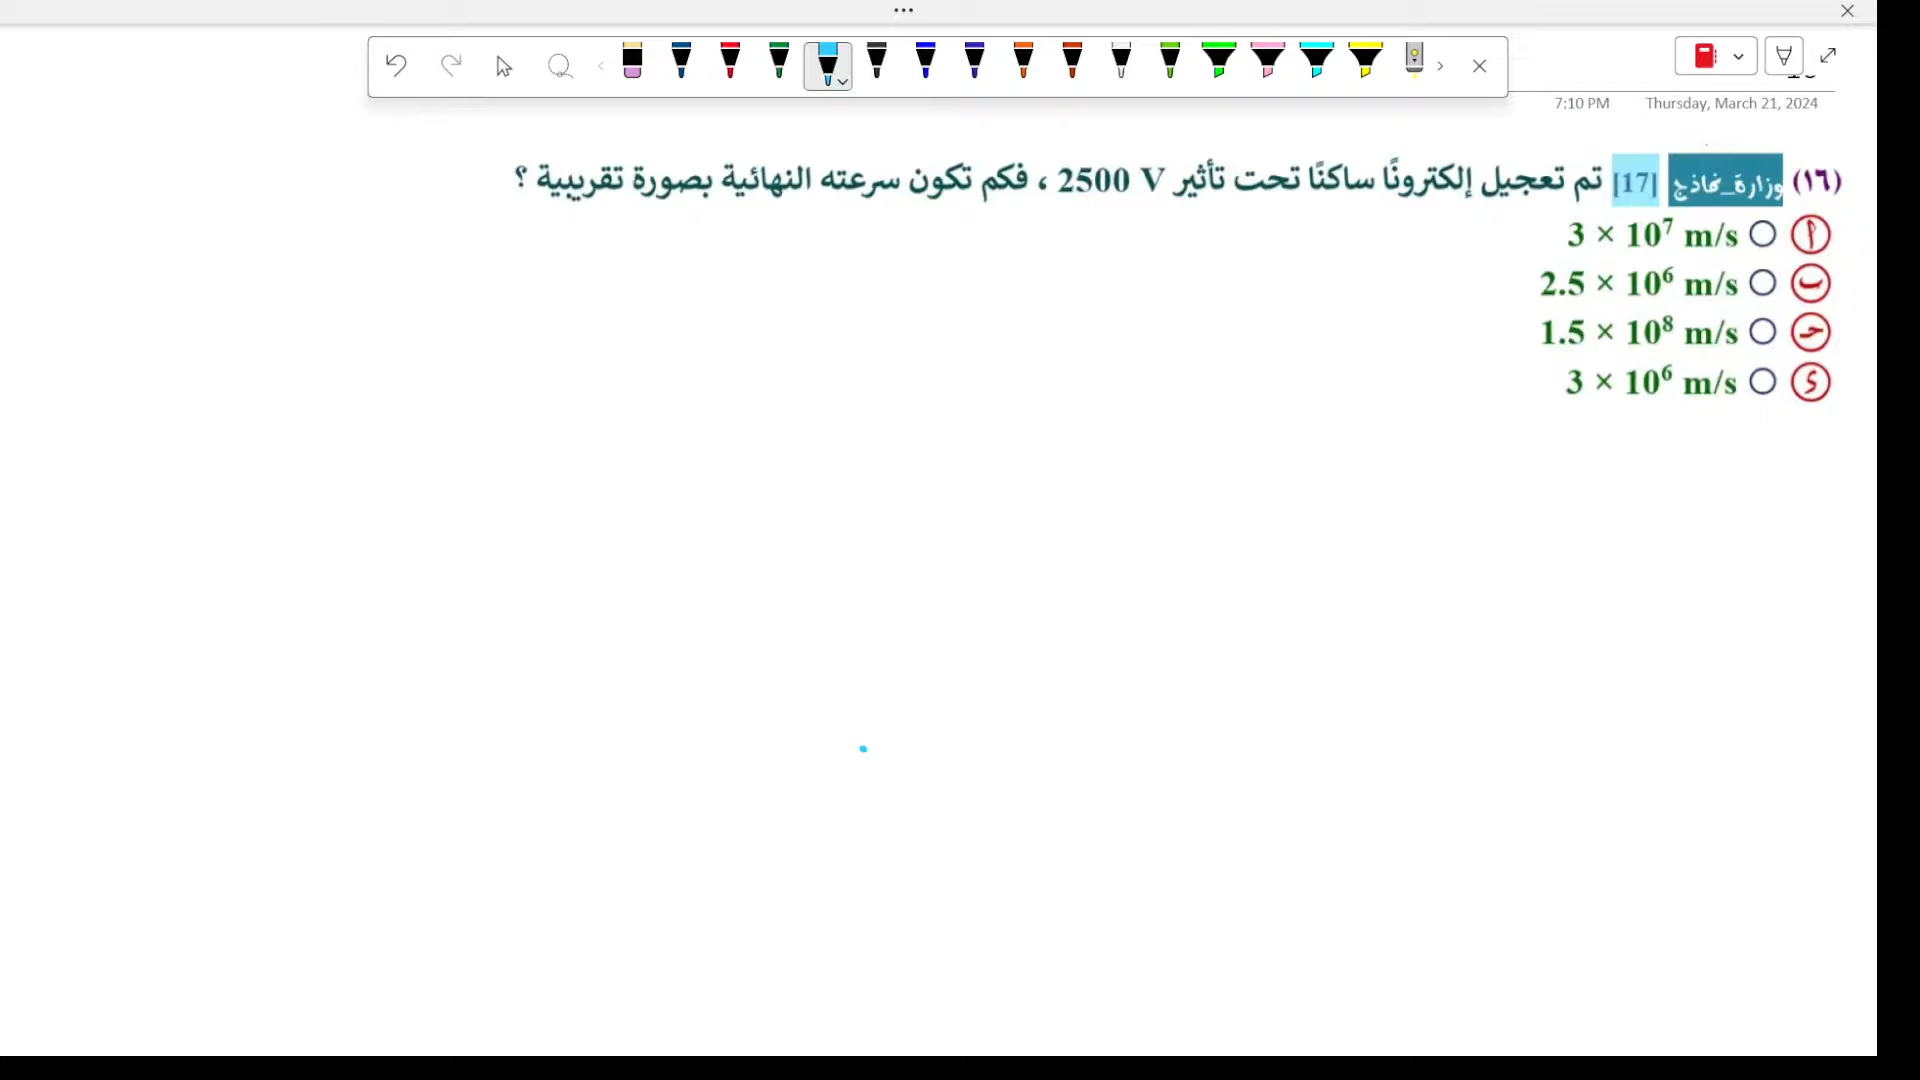 7:10 PM Thursday, March 21, 2024
(١٦) وزارة_نماذج [17] تم تعجيل إلكترونًا ساكنًا تحت تأثير 2500 V ، فكم تكون سرعته النهائية بصورة تقريبية ؟
أ 3 × 10⁷ m/s
ب 2.5 × 10⁶ m/s
حـ 1.5 × 10⁸ m/s
د 3 × 10⁶ m/s